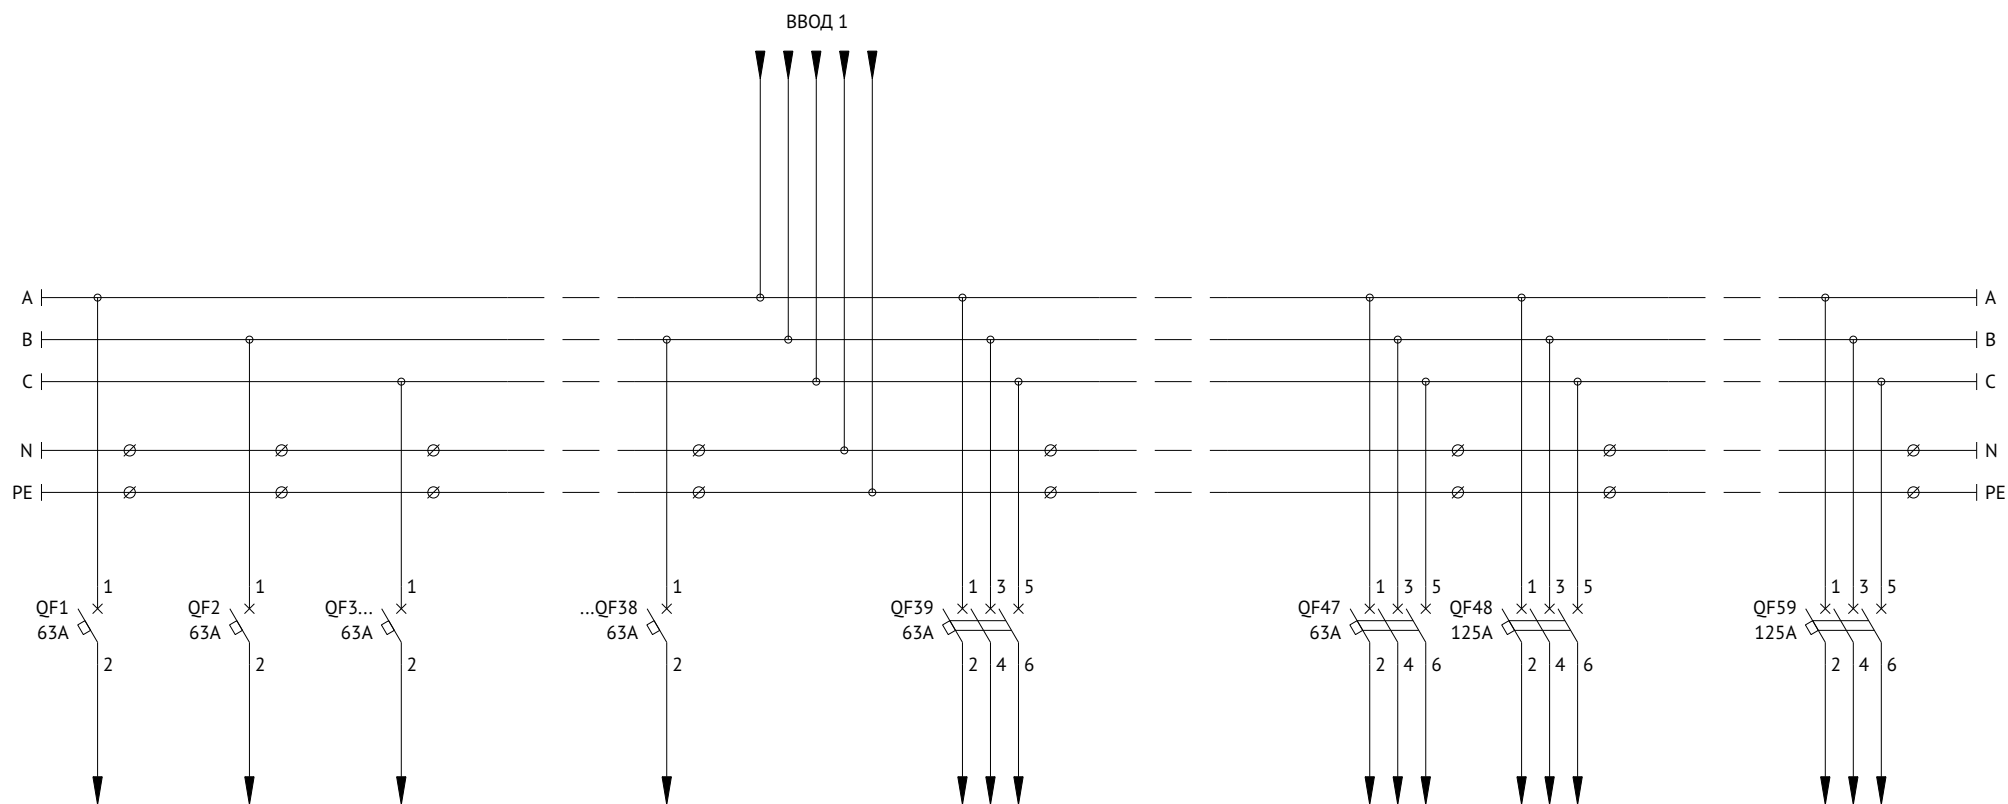 ВВОД 1
A A
B B
C C
N N
PE PE
1 1 1 1 1 3 5 1 3 5 1 3 5 1 3 5
QF1 QF2 QF3... ...QF38 QF39 QF47 QF48 QF59
63A 63A 63A 63A 63A 63A 125A 125A
2 2 2 2 2 4 6 2 4 6 2 4 6 2 4 6